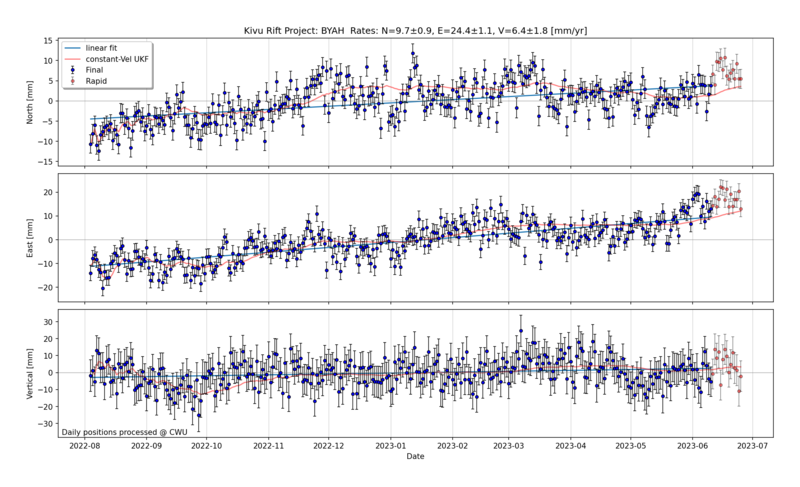 Kivu Rift Project: BYAH  Rates: N=9.7±0.9, E=24.4±1.1, V=6.4±1.8 [mm/yr]
linear fit
constant-Vel UKF
Final
Rapid
North [mm]
15
10
5
0
−5
−10
−15
East [mm]
20
10
0
−10
−20
Vertical [mm]
30
20
10
0
−10
−20
−30
Daily positions processed @ CWU
2022-08 2022-09 2022-10 2022-11 2022-12 2023-01 2023-02 2023-03 2023-04 2023-05 2023-06 2023-07
Date